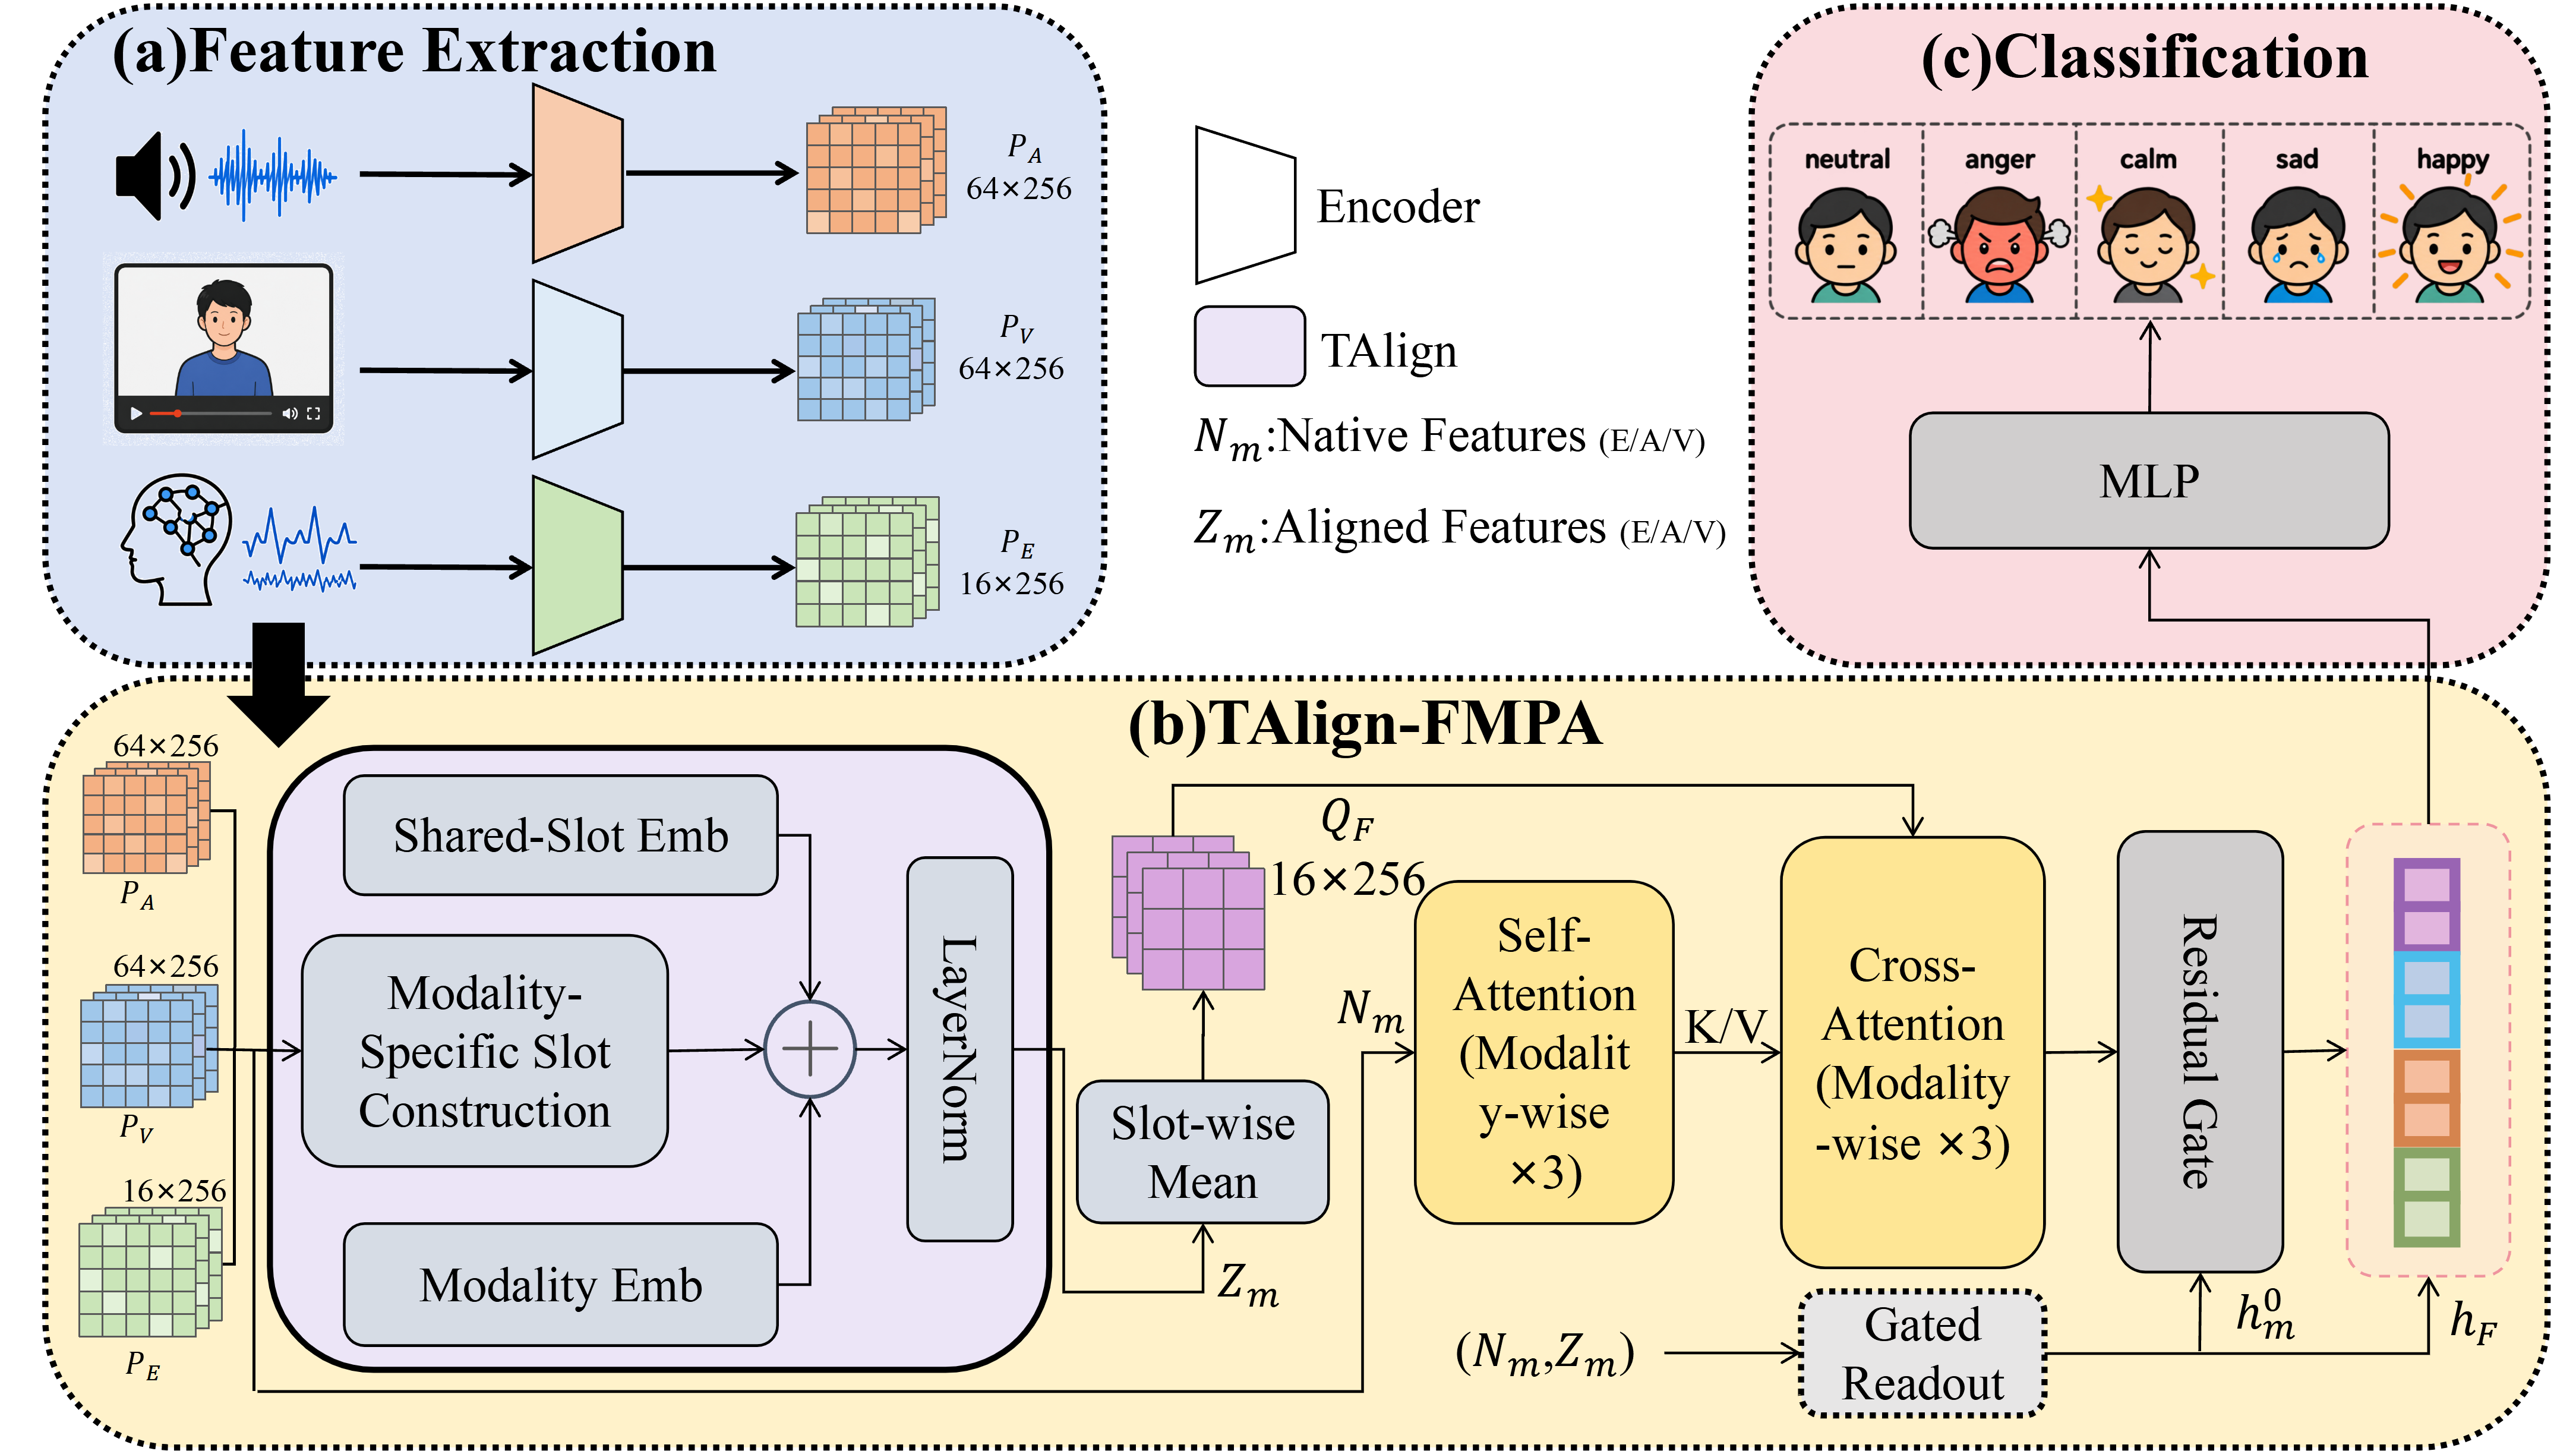 (a)Feature Extraction
P_A
64×256
P_V
64×256
P_E
16×256
Encoder
TAlign
N_m:Native Features (E/A/V)
Z_m:Aligned Features (E/A/V)
(c)Classification
neutral
anger
calm
sad
happy
MLP
(b)TAlign-FMPA
64×256
P_A
64×256
P_V
16×256
P_E
Shared-Slot Emb
Modality-
Specific Slot
Construction
Modality Emb
LayerNorm
Z_m
Slot-wise
Mean
Q_F
16×256
N_m
Self-
Attention
(Modalit
y-wise
×3)
K/V
Cross-
Attention
(Modality
-wise ×3)
Residual Gate
(N_m,Z_m)
Gated
Readout
h_m^0
h_F